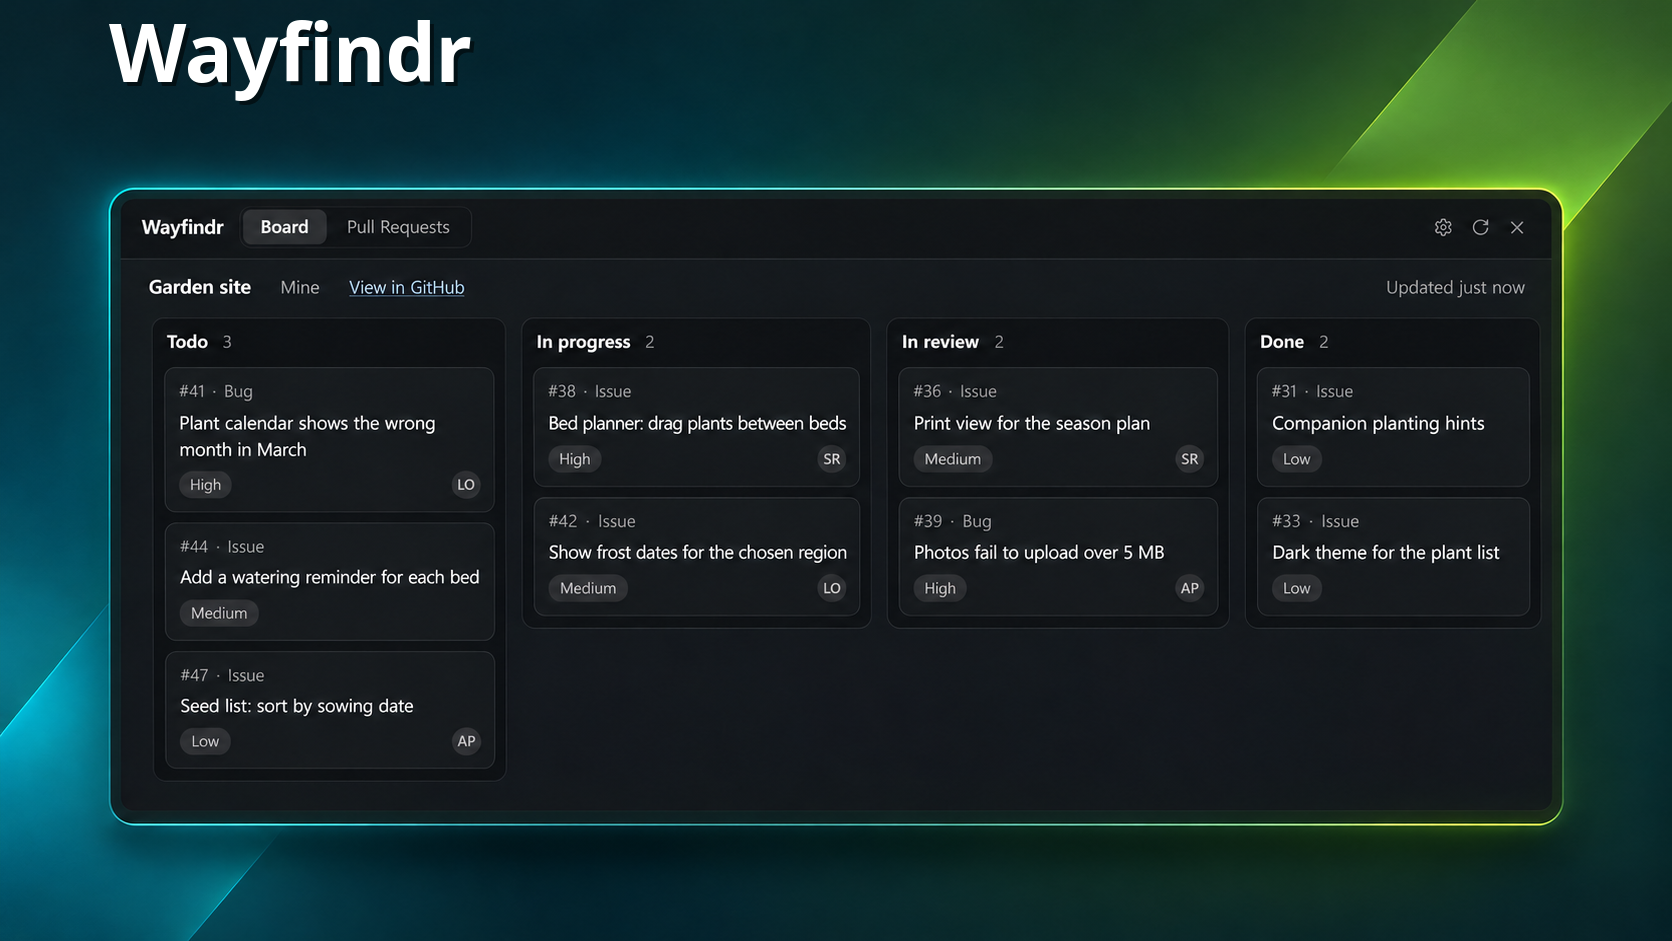 Wayfindr
Wayfindr Board Pull Requests
Garden site Mine View in GitHub Updated just now
Todo 3
#41 · Bug
Plant calendar shows the wrong
month in March
High LO
#44 · Issue
Add a watering reminder for each bed
Medium
#47 · Issue
Seed list: sort by sowing date
Low AP
In progress 2
#38 · Issue
Bed planner: drag plants between beds
High SR
#42 · Issue
Show frost dates for the chosen region
Medium LO
In review 2
#36 · Issue
Print view for the season plan
Medium SR
#39 · Bug
Photos fail to upload over 5 MB
High AP
Done 2
#31 · Issue
Companion planting hints
Low
#33 · Issue
Dark theme for the plant list
Low